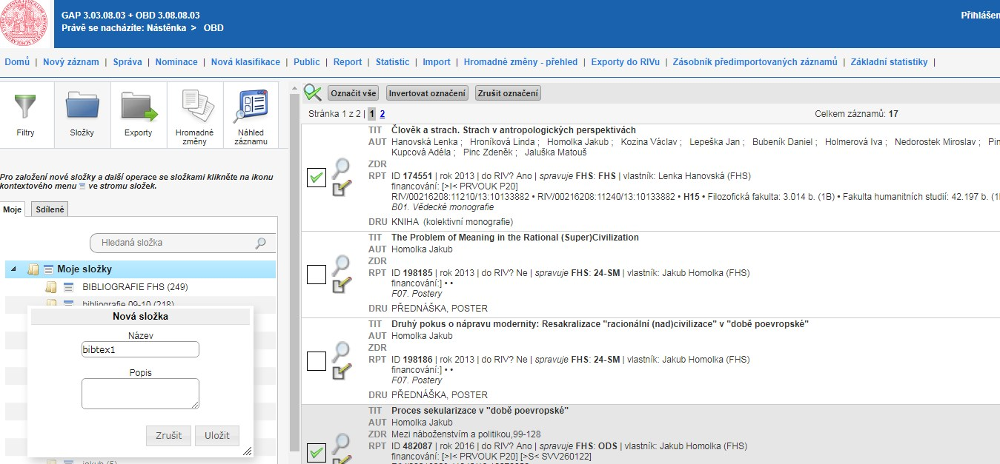 GAP 3.03.08.03 + OBD 3.08.08.03
Právě se nacházíte: Nástěnka > OBD
Přihlášen
Domů | Nový záznam | Správa | Nominace | Nová klasifikace | Public | Report | Statistic | Import | Hromadné změny - přehled | Exporty do RIVu | Zásobník předimportovaných záznamů | Základní statistiky |
Filtry
Složky
Exporty
Hromadné
změny
Náhled
záznamu
Pro založení nové složky a další operace se složkami klikněte na ikonu
kontextového menu ve stromu složek.
Moje
Sdílené
Hledaná složka
Moje složky
BIBLIOGRAFIE FHS (249)
bibliografie 09-10 (218)
Nová složka
Název
bibtex1
Popis
Zrušit
Uložit
jakub (5)
Označit vše
Invertovat označení
Zrušit označení
Stránka 1 z 2 | 1 2
Celkem záznamů: 17
TIT Člověk a strach. Strach v antropologických perspektivách
AUT Hanovská Lenka ; Hroníková Linda ; Homolka Jakub ; Kozina Václav ; Lepeška Jan ; Bubeník Daniel ; Holmerová Iva ; Nedorostek Miroslav ; Pin
Kupcová Adéla ; Pinc Zdeněk ; Jaluška Matouš
ZDR
RPT ID 174551 | rok 2013 | do RIV? Ano | spravuje FHS: FHS | vlastník: Lenka Hanovská (FHS)
financování: [>I< PRVOUK P20]
RIV/00216208:11210/13:10133882 • RIV/00216208:11240/13:10133882 • H15 • Filozofická fakulta: 3.014 b. (1B) • Fakulta humanitních studií: 42.197 b. (1
B01. Vědecké monografie
DRU KNIHA (kolektivní monografie)
TIT The Problem of Meaning in the Rational (Super)Civilization
AUT Homolka Jakub
ZDR
RPT ID 198185 | rok 2013 | do RIV? Ne | spravuje FHS: 24-SM | vlastník: Jakub Homolka (FHS)
financování:] • •
F07. Postery
DRU PŘEDNÁŠKA, POSTER
TIT Druhý pokus o nápravu modernity: Resakralizace "racionální (nad)civilizace" v "době poevropské"
AUT Homolka Jakub
ZDR
RPT ID 198186 | rok 2013 | do RIV? Ne | spravuje FHS: 24-SM | vlastník: Jakub Homolka (FHS)
financování:] • •
F07. Postery
DRU PŘEDNÁŠKA, POSTER
TIT Proces sekularizace v "době poevropské"
AUT Homolka Jakub
ZDR Mezi náboženstvím a politikou,99-128
RPT ID 482087 | rok 2016 | do RIV? Ano | spravuje FHS: ODS | vlastník: Jakub Homolka (FHS)
financování: [>I< PRVOUK P20] [>S< SVV260122]